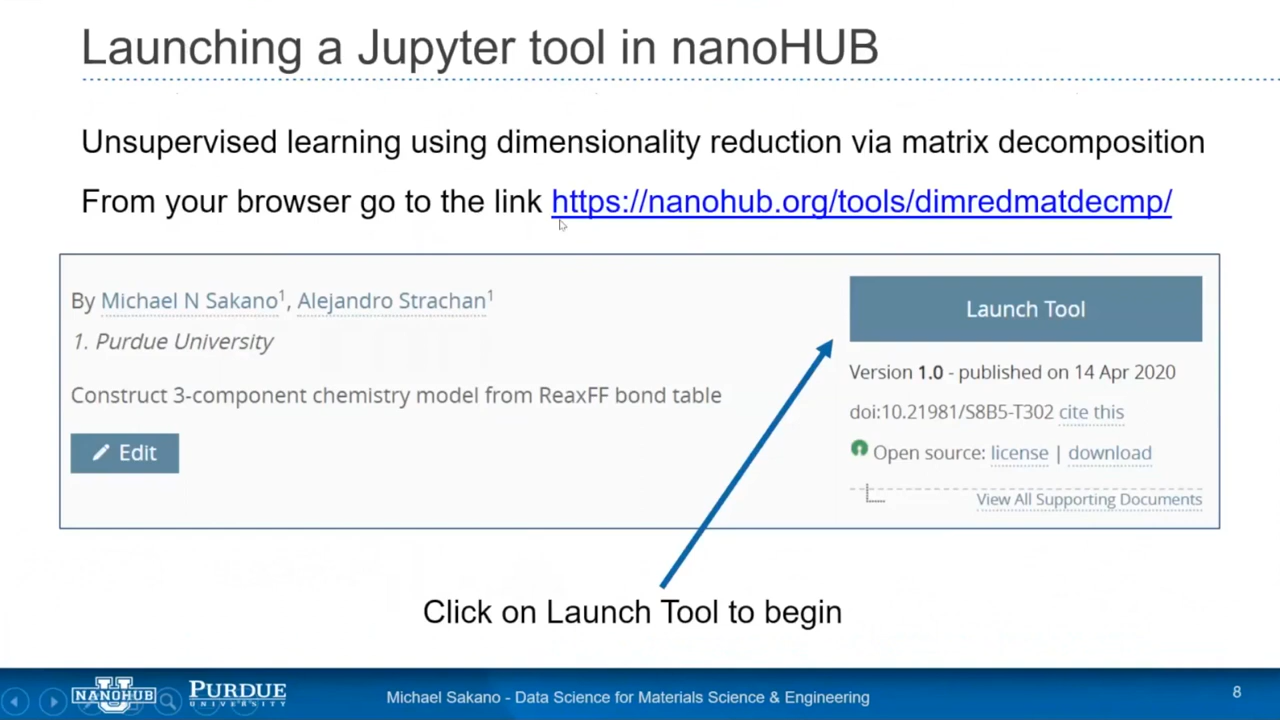 Launching a Jupyter tool in nanoHUB
Unsupervised learning using dimensionality reduction via matrix decomposition
From your browser go to the link https://nanohub.org/tools/dimredmatdecmp/
By Michael N Sakano1, Alejandro Strachan1
1. Purdue University
Construct 3-component chemistry model from ReaxFF bond table
Edit
Launch Tool
Version 1.0 - published on 14 Apr 2020
doi:10.21981/S8B5-T302 cite this
Open source: license | download
View All Supporting Documents
Click on Launch Tool to begin
NANOHUB
PURDUE
UNIVERSITY
Michael Sakano - Data Science for Materials Science & Engineering
8